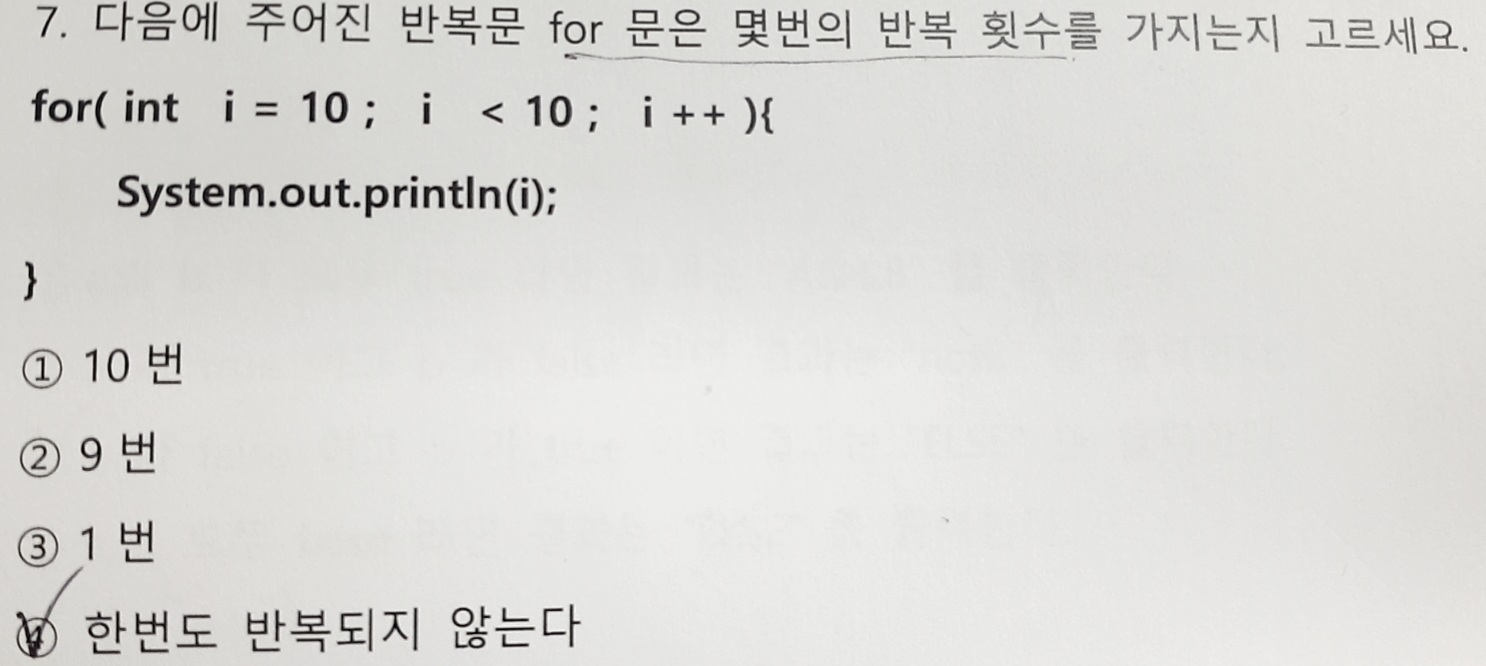 7. 다음에 주어진 반복문 for 문은 몇번의 반복 횟수를 가지는지 고르세요.
for( int i = 10 ; i < 10 ; i ++ ){
System.out.println(i);
}
① 10 번
② 9 번
③ 1 번
④ 한번도 반복되지 않는다